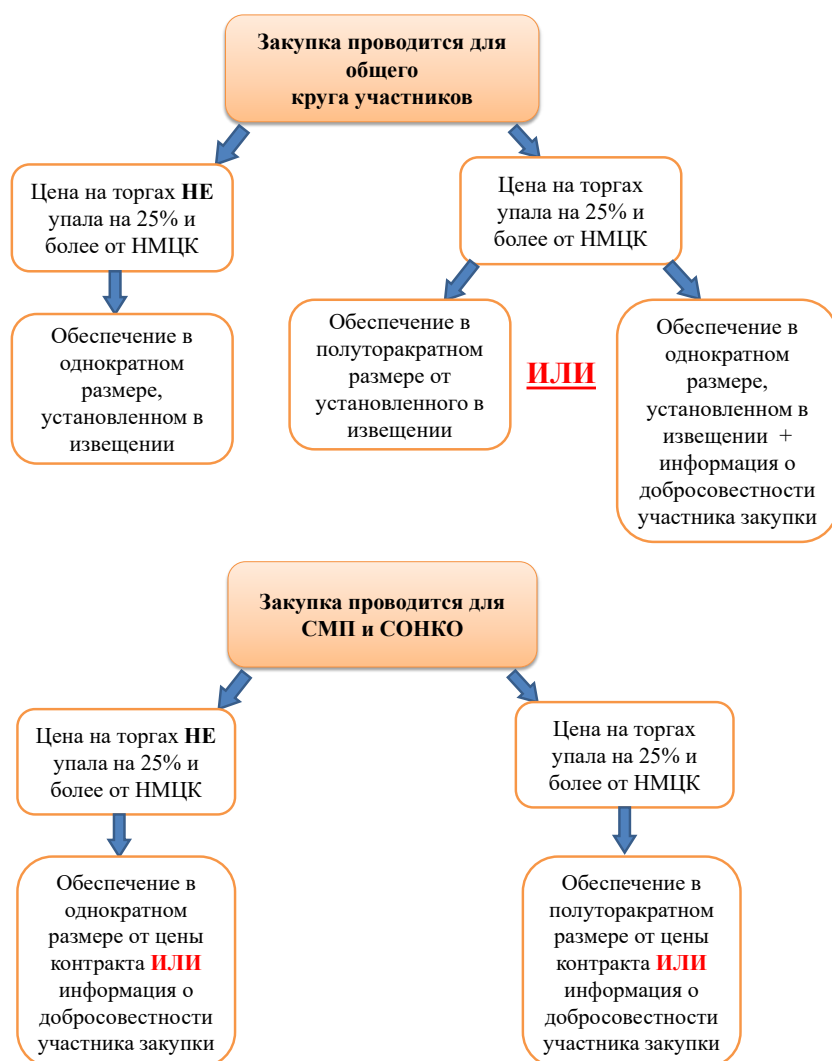 Закупка проводится для
общего
круга участников
Цена на торгах НЕ
упала на 25% и
более от НМЦК
Цена на торгах
упала на 25% и
более от НМЦК
Обеспечение в
однократном
размере,
установленном в
извещении
Обеспечение в
полуторакратном
размере от
установленного в
извещении
ИЛИ
Обеспечение в
однократном
размере,
установленном в
извещении +
информация о
добросовестности
участника закупки
Закупка проводится для
СМП и СОНКО
Цена на торгах НЕ
упала на 25% и
более от НМЦК
Цена на торгах
упала на 25% и
более от НМЦК
Обеспечение в
однократном
размере от цены
контракта ИЛИ
информация о
добросовестности
участника закупки
Обеспечение в
полуторакратном
размере от цены
контракта ИЛИ
информация о
добросовестности
участника закупки